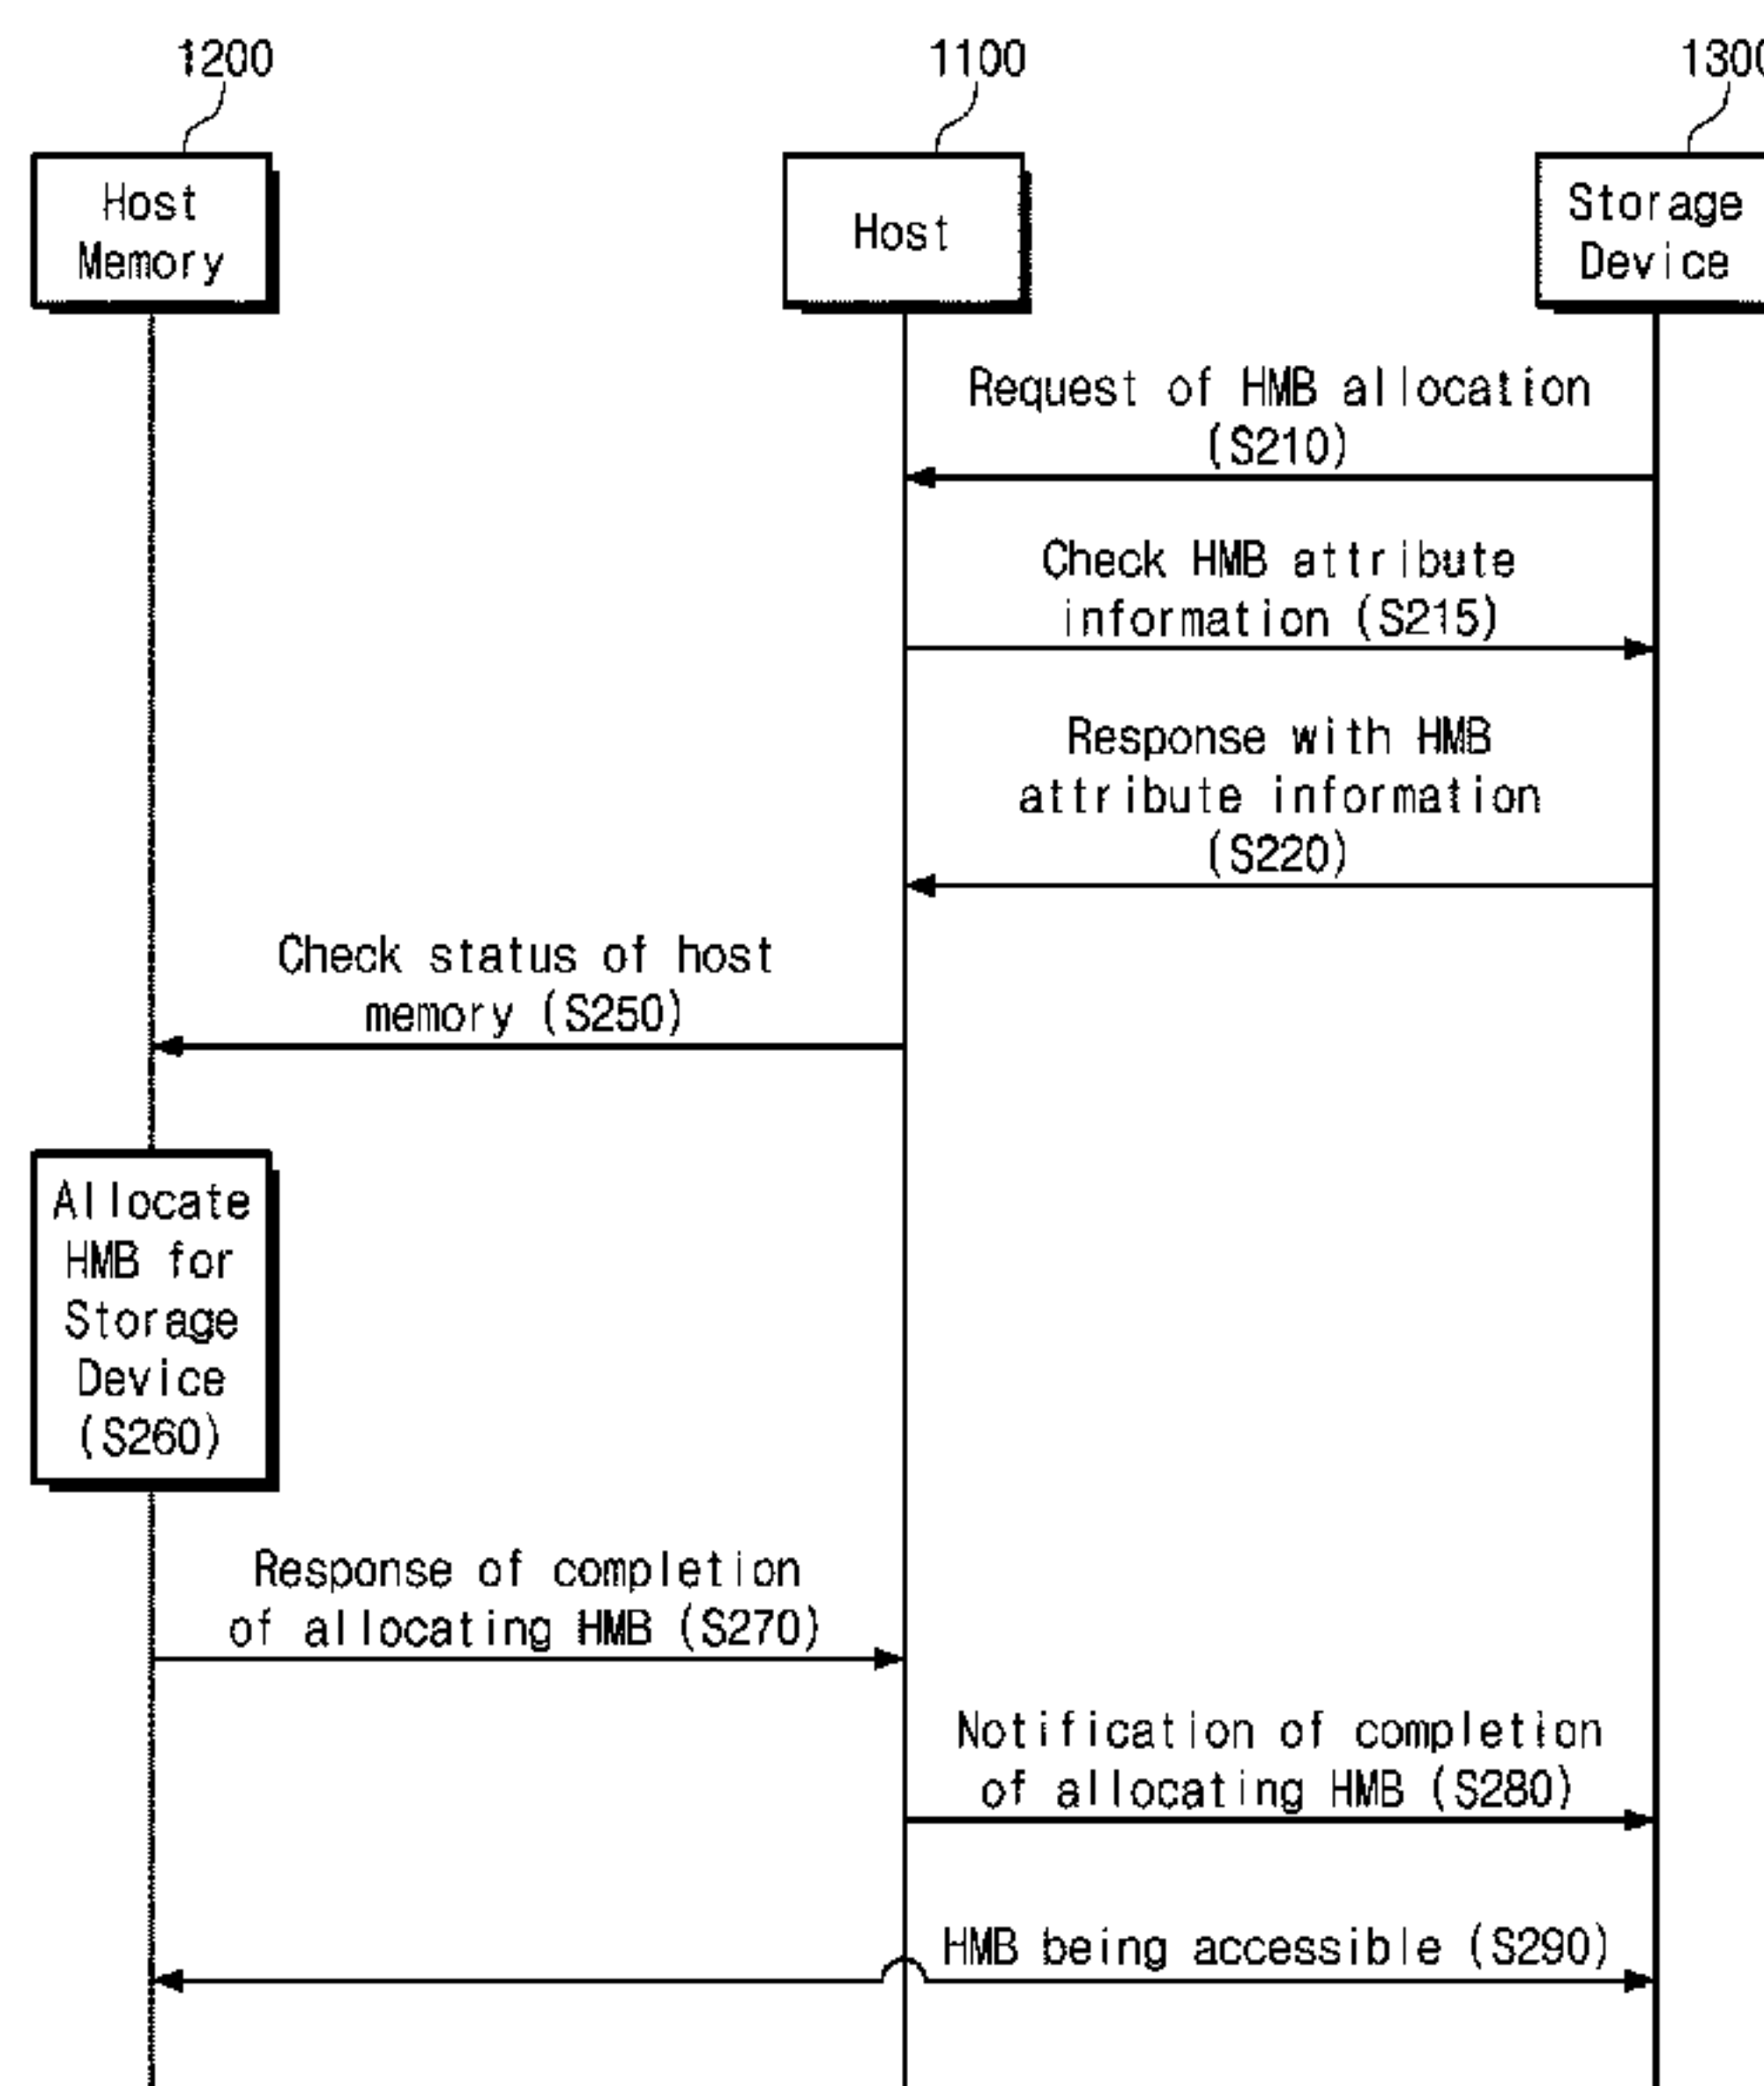 1200
1100
1300
Host
Memory
Host
Storage
Device
Request of HMB allocation
(S210)
Check HMB attribute
information (S215)
Response with HMB
attribute information
(S220)
Check status of host
memory (S250)
Allocate
HMB for
Storage
Device
(S260)
Response of completion
of allocating HMB (S270)
Notification of completion
of allocating HMB (S280)
HMB being accessible (S290)